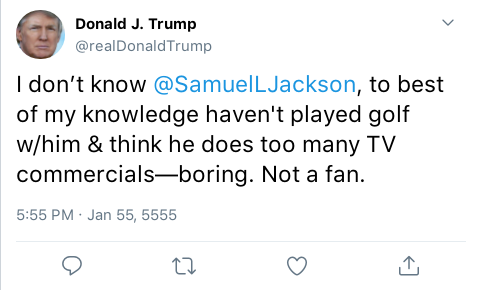 Donald J. Trump
@realDonaldTrump
I don’t know @SamuelLJackson, to best
of my knowledge haven't played golf
w/him & think he does too many TV
commercials—boring. Not a fan.
5:55 PM · Jan 55, 5555